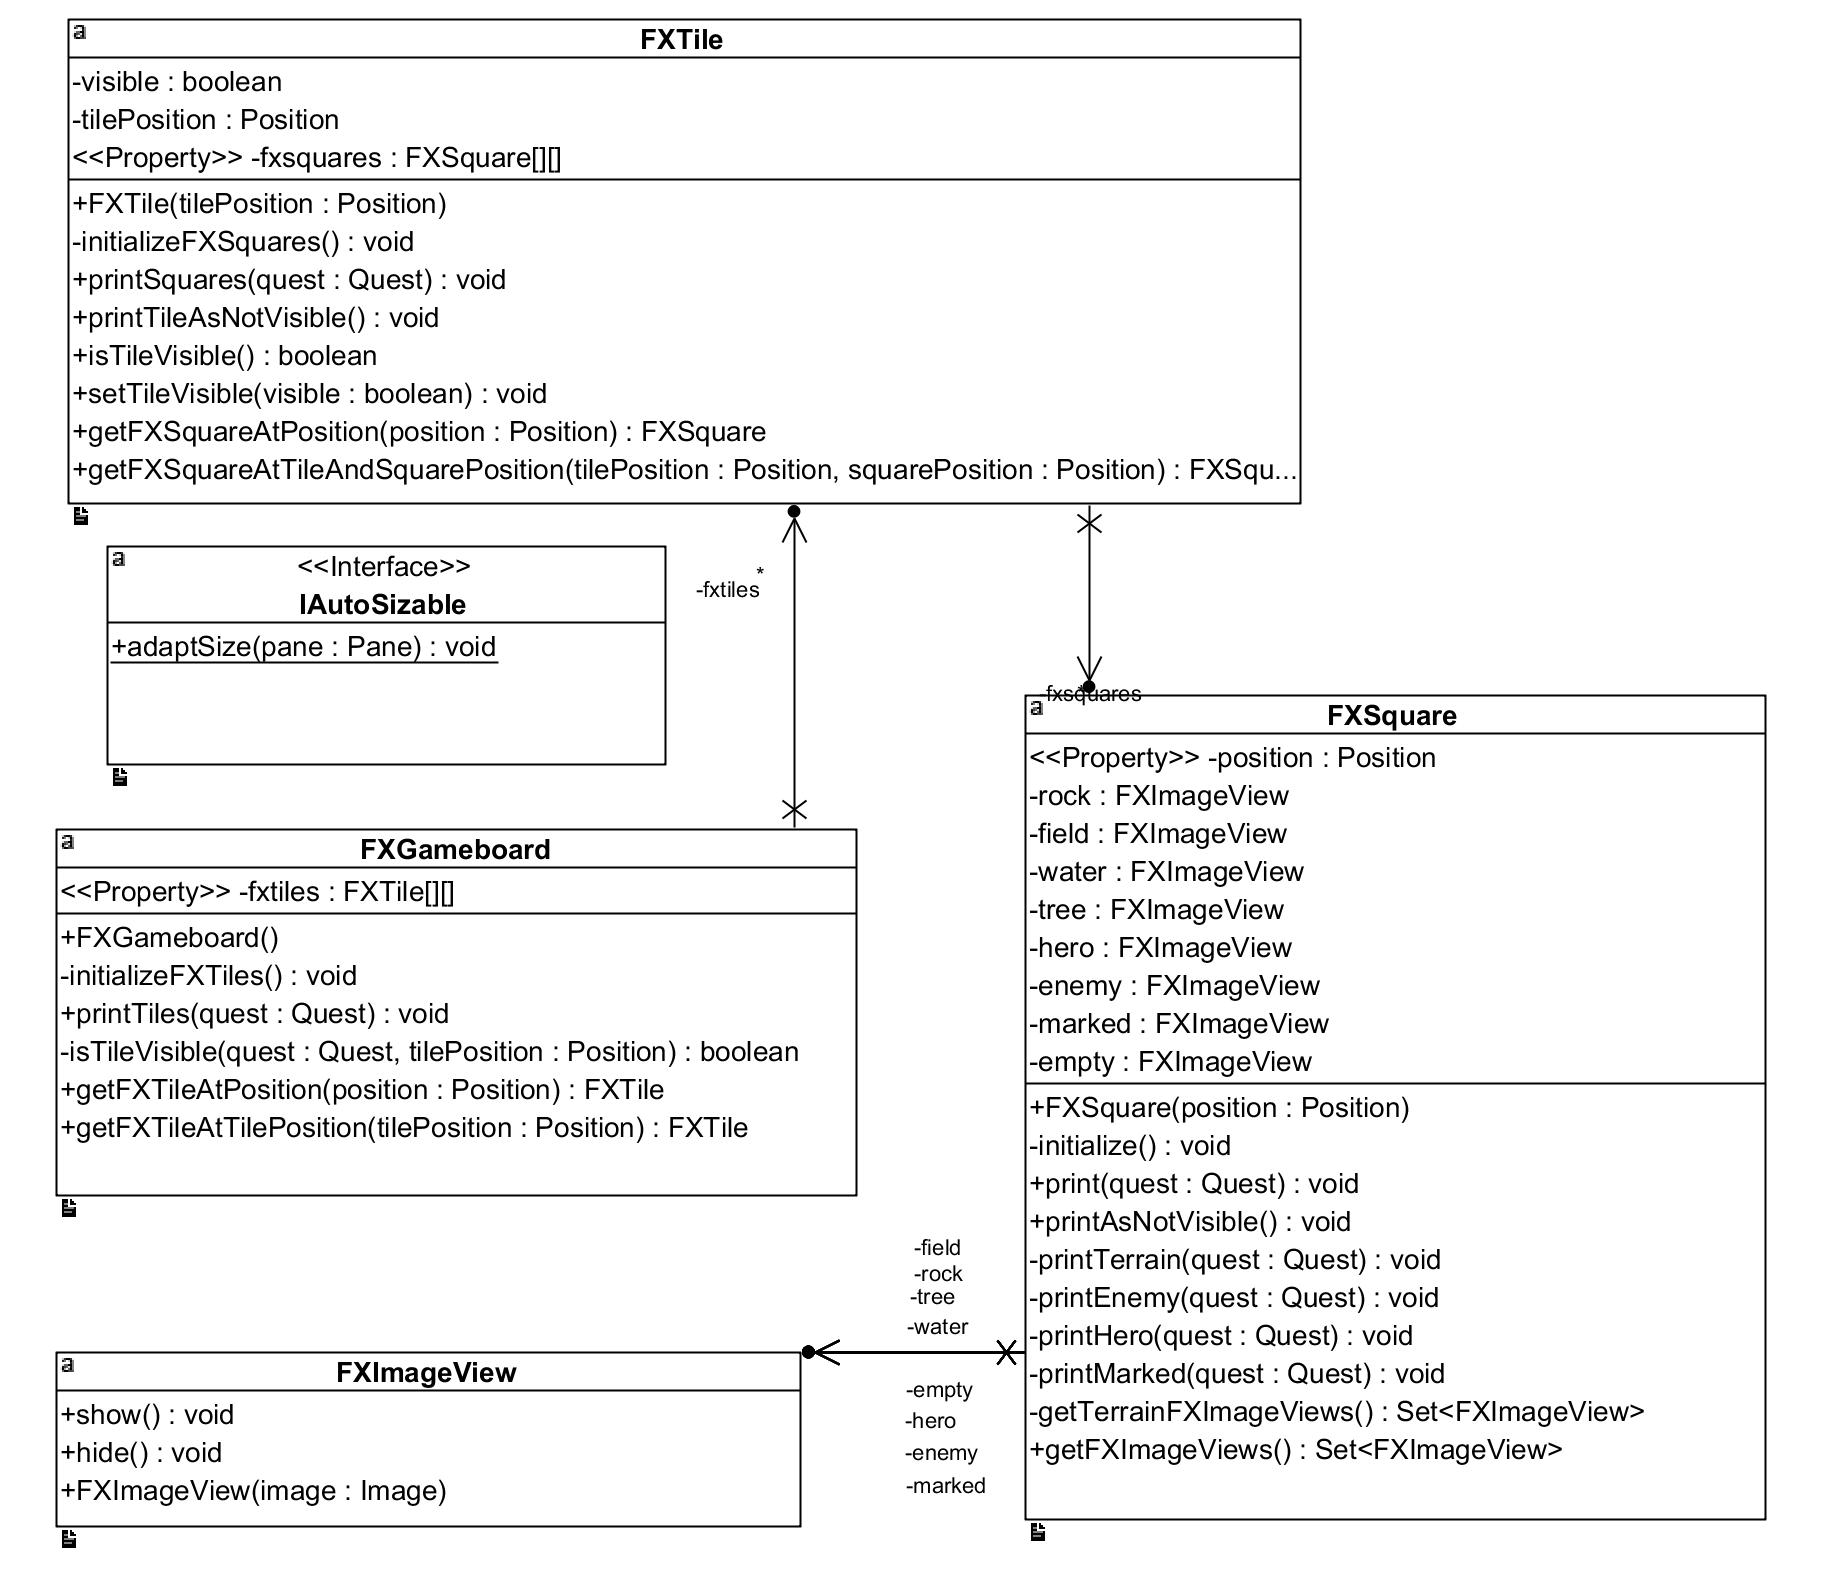 FXTile
-visible : boolean
-tilePosition : Position
<<Property>> -fxsquares : FXSquare[][]
+FXTile(tilePosition : Position)
-initializeFXSquares() : void
+printSquares(quest : Quest) : void
+printTileAsNotVisible() : void
+isTileVisible() : boolean
+setTileVisible(visible : boolean) : void
+getFXSquareAtPosition(position : Position) : FXSquare
+getFXSquareAtTileAndSquarePosition(tilePosition : Position, squarePosition : Position) : FXSqu...
<<Interface>>
IAutoSizable
+adaptSize(pane : Pane) : void
*
-fxtiles
*
-fxsquares
FXGameboard
<<Property>> -fxtiles : FXTile[][]
+FXGameboard()
-initializeFXTiles() : void
+printTiles(quest : Quest) : void
-isTileVisible(quest : Quest, tilePosition : Position) : boolean
+getFXTileAtPosition(position : Position) : FXTile
+getFXTileAtTilePosition(tilePosition : Position) : FXTile
FXSquare
<<Property>> -position : Position
-rock : FXImageView
-field : FXImageView
-water : FXImageView
-tree : FXImageView
-hero : FXImageView
-enemy : FXImageView
-marked : FXImageView
-empty : FXImageView
+FXSquare(position : Position)
-initialize() : void
+print(quest : Quest) : void
+printAsNotVisible() : void
-printTerrain(quest : Quest) : void
-printEnemy(quest : Quest) : void
-printHero(quest : Quest) : void
-printMarked(quest : Quest) : void
-getTerrainFXImageViews() : Set<FXImageView>
+getFXImageViews() : Set<FXImageView>
-field
-rock
-tree
-water
-empty
-hero
-enemy
-marked
FXImageView
+show() : void
+hide() : void
+FXImageView(image : Image)